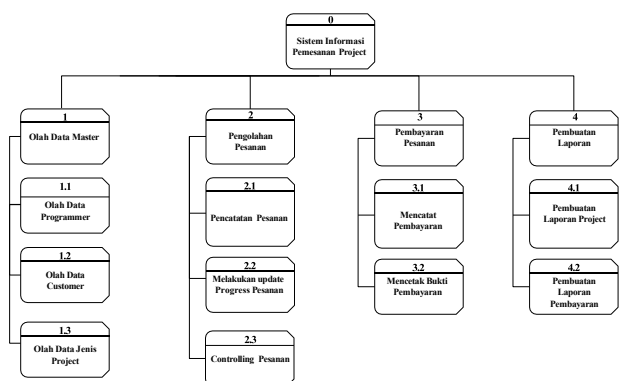 0
Sistem Informasi
Pemesanan Project
1
Olah Data Master
1.1
Olah Data
Programmer
1.2
Olah Data
Customer
1.3
Olah Data Jenis
Project
2
Pengolahan
Pesanan
2.1
Pencatatan Pesanan
2.2
Melakukan update
Progress Pesanan
2.3
Controlling Pesanan
3
Pembayaran
Pesanan
3.1
Mencatat
Pembayaran
3.2
Mencetak Bukti
Pembayaran
4
Pembuatan
Laporan
4.1
Pembuatan
Laporan Project
4.2
Pembuatan
Laporan
Pembayaran